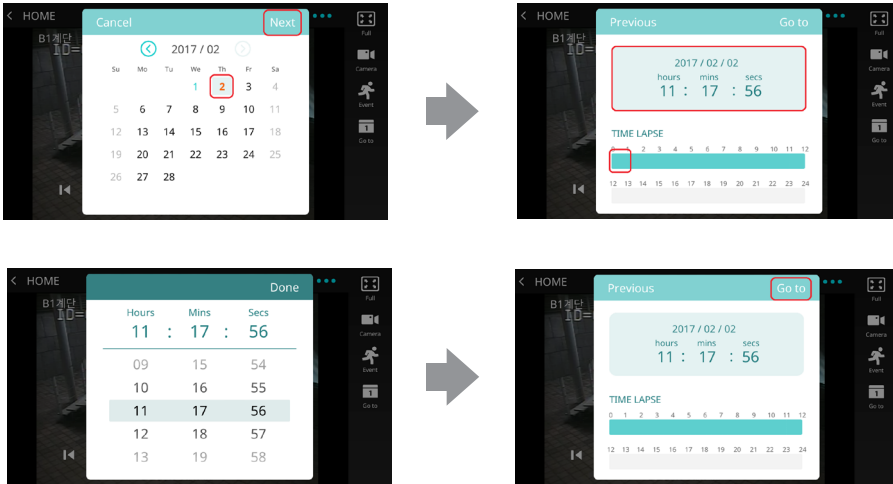 HOME
Cancel
Next
B1계단
Full
2017 / 02
Su Mo Tu We Th Fr Sa
1 2 3 4
5 6 7 8 9 10 11
12 13 14 15 16 17 18
19 20 21 22 23 24 25
26 27 28
Camera
Event
1
Go to
HOME
Previous
Go to
B1계단
Full
2017 / 02 / 02
hours mins secs
11 : 17 : 56
TIME LAPSE
0 1 2 3 4 5 6 7 8 9 10 11 12
12 13 14 15 16 17 18 19 20 21 22 23 24
Camera
Event
1
Go to
HOME
Done
B1계단
Full
Hours Mins Secs
11 : 17 : 56
09 15 54
10 16 55
11 17 56
12 18 57
13 19 58
Camera
Event
1
Go to
HOME
Previous
Go to
B1계단
Full
2017 / 02 / 02
hours mins secs
11 : 17 : 56
TIME LAPSE
0 1 2 3 4 5 6 7 8 9 10 11 12
12 13 14 15 16 17 18 19 20 21 22 23 24
Camera
Event
1
Go to